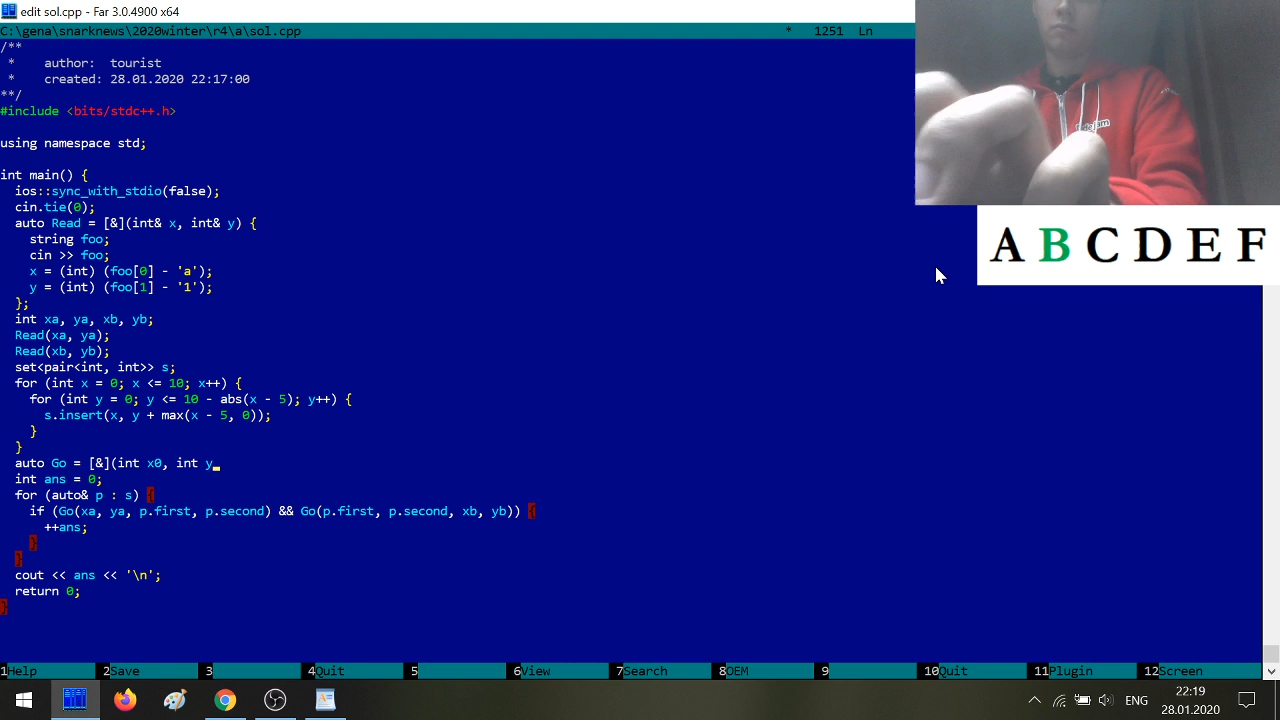 edit sol.cpp - Far 3.0.4900 x64
C:\gena\snarknews\2020winter\r4\a\sol.cpp * 1251 Ln
/**
 *    author:  tourist
 *    created: 28.01.2020 22:17:00
**/
#include <bits/stdc++.h>
using namespace std;
int main() {
  ios::sync_with_stdio(false);
  cin.tie(0);
  auto Read = [&](int& x, int& y) {
    string foo;
    cin >> foo;
    x = (int) (foo[0] - 'a');
    y = (int) (foo[1] - '1');
  };
  int xa, ya, xb, yb;
  Read(xa, ya);
  Read(xb, yb);
  set<pair<int, int>> s;
  for (int x = 0; x <= 10; x++) {
    for (int y = 0; y <= 10 - abs(x - 5); y++) {
      s.insert(x, y + max(x - 5, 0));
    }
  }
  auto Go = [&](int x0, int y
  int ans = 0;
  for (auto& p : s) {
    if (Go(xa, ya, p.first, p.second) && Go(p.first, p.second, xb, yb)) {
      ++ans;
    }
  }
  cout << ans << '\n';
  return 0;
}
A B C D E F
1Help 2Save 3 4Quit 5 6View 7Search 8OEM 9 10Quit 11Plugin 12Screen
ENG 22:19
28.01.2020